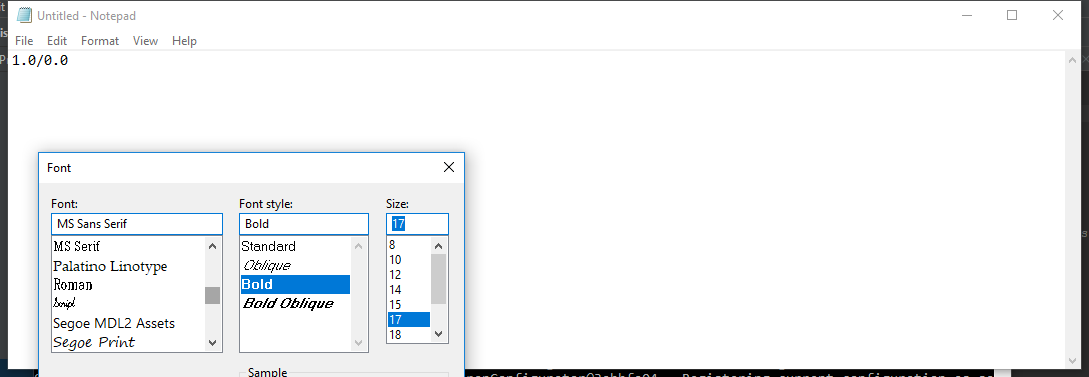 Untitled - Notepad
File Edit Format View Help
1.0/0.0
Font
Font: Font style: Size:
MS Sans Serif Bold 17
MS Serif
Palatino Linotype
Roman
Script
Segoe MDL2 Assets
Segoe Print
Standard
Oblique
Bold
Bold Oblique
8
10
12
14
15
17
18
Sample